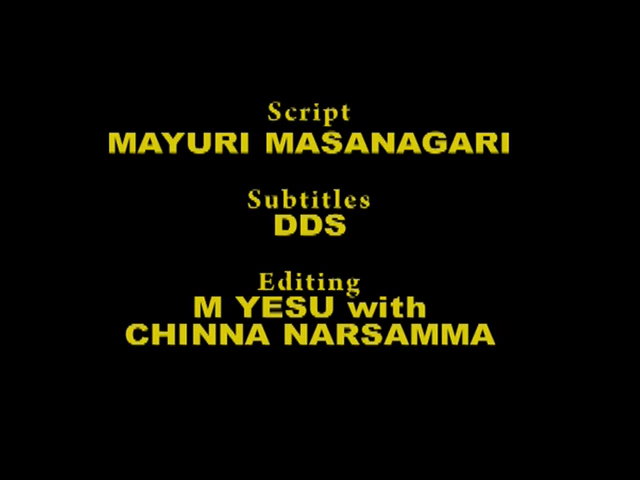 Script
MAYURI MASANAGARI
Subtitles
DDS
Editing
M YESU with
CHINNA NARSAMMA